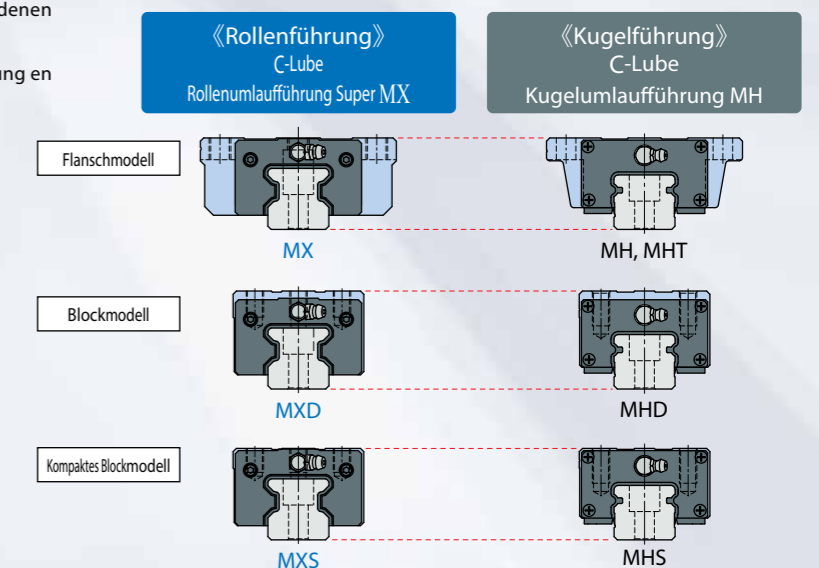 denen
ung en
《Rollenführung》
C-Lube
Rollenumlaufführung Super MX
《Kugelführung》
C-Lube
Kugelumlaufführung MH
Flanschmodell
MX
MH, MHT
Blockmodell
MXD
MHD
Kompaktes Blockmodell
MXS
MHS